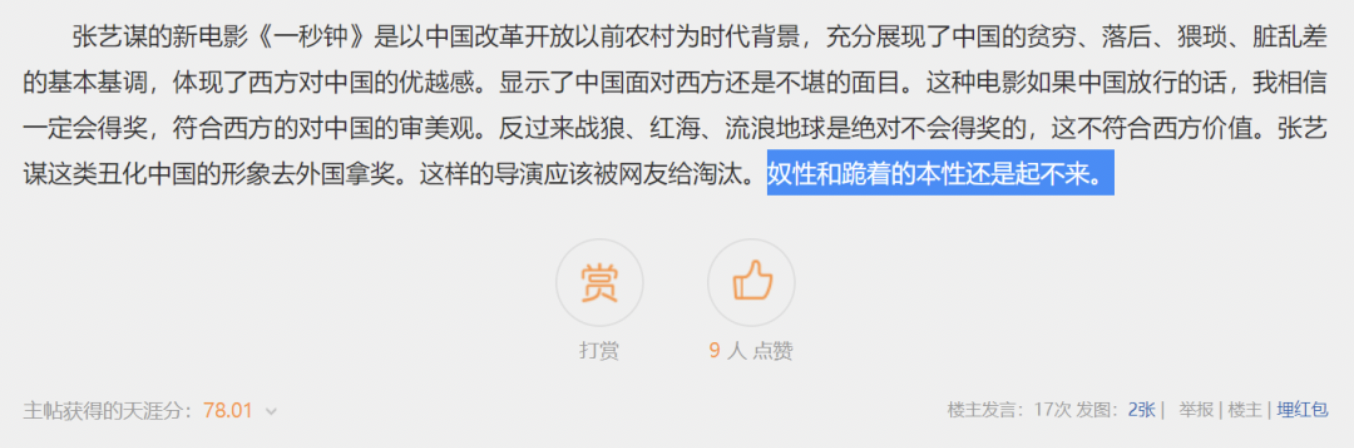 张艺谋的新电影《一秒钟》是以中国改革开放以前农村为时代背景，充分展现了中国的贫穷、落后、猥琐、脏乱差
的基本基调，体现了西方对中国的优越感。显示了中国面对西方还是不堪的面目。这种电影如果中国放行的话，我相信
一定会得奖，符合西方的对中国的审美观。反过来战狼、红海、流浪地球是绝对不会得奖的，这不符合西方价值。张艺
谋这类丑化中国的形象去外国拿奖。这样的导演应该被网友给淘汰。奴性和跪着的本性还是起不来。
赏
打赏
9 人 点赞
主帖获得的天涯分：78.01
楼主发言：17次 发图：2张 | 举报 | 楼主 | 埋红包